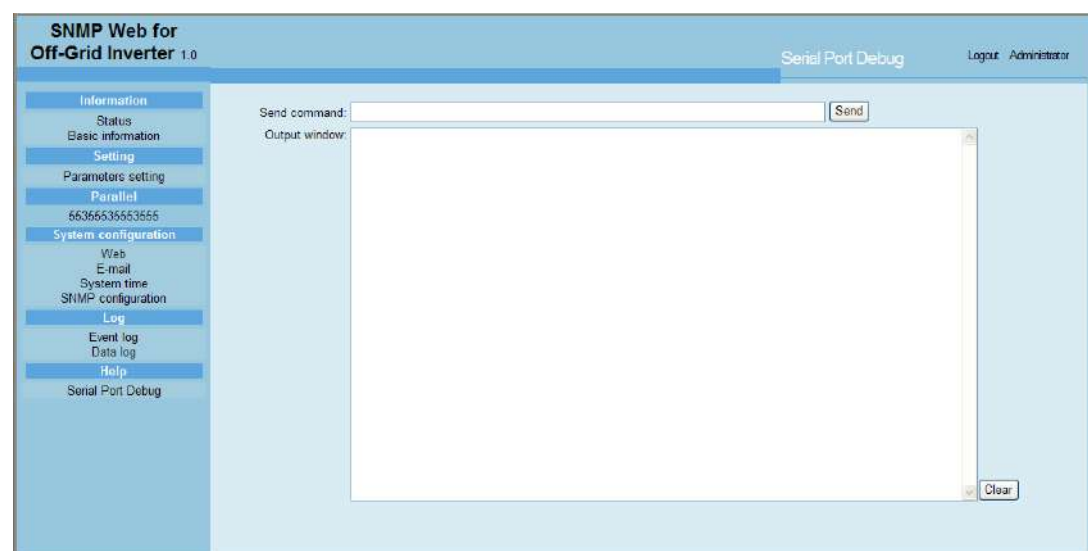 SNMP Web for
Off-Grid Inverter 1.0
Serial Port Debug
Logout Administrator
Information
Status
Basic information
Setting
Parameters setting
Parallel
System configuration
Web
E-mail
System time
SNMP configuration
Log
Event log
Data log
Help
Serial Port Debug
Send command:
Send
Output window:
Clear